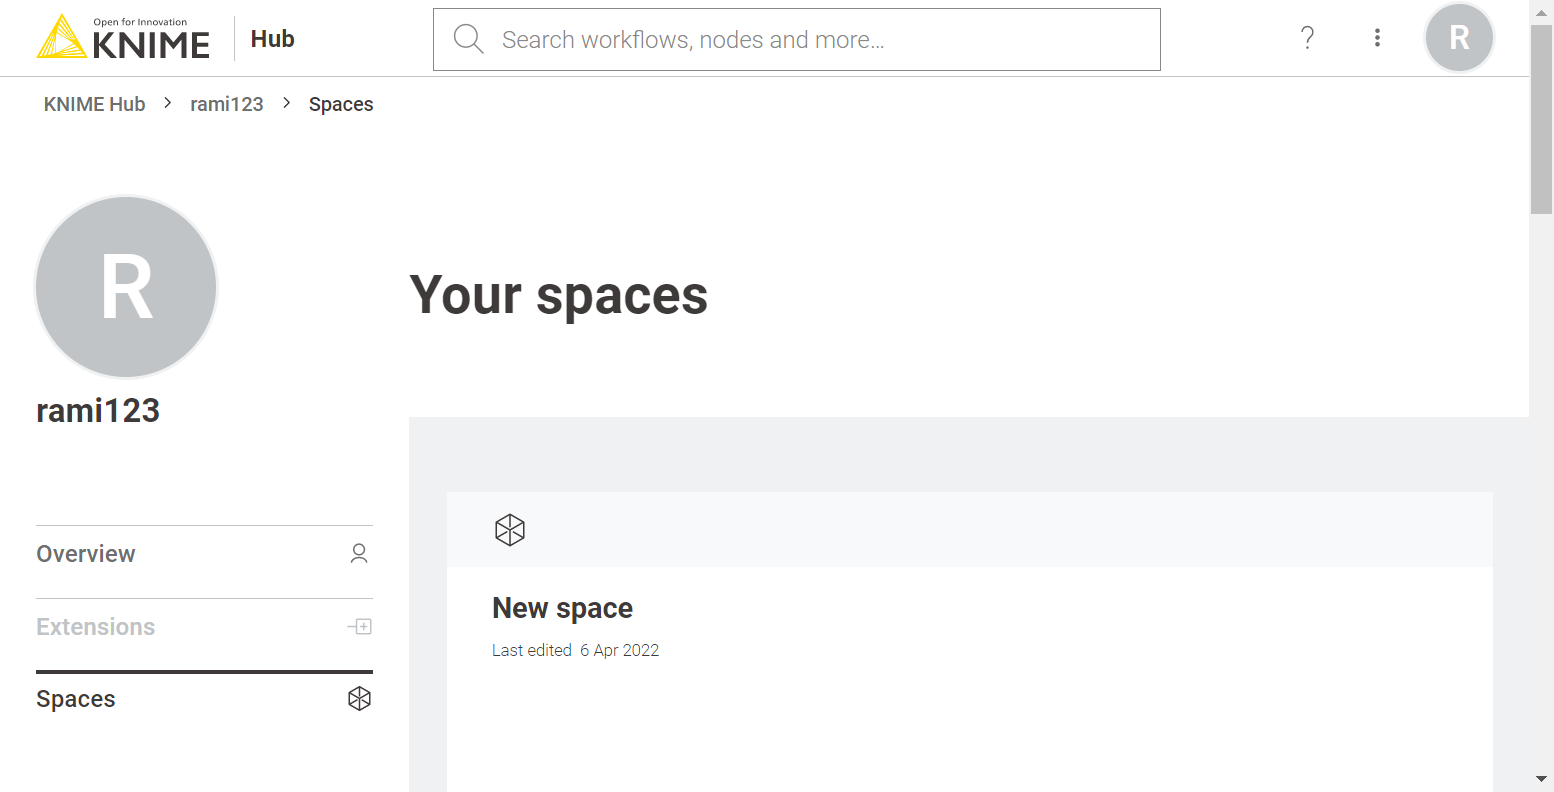 Open for Innovation
KNIME
Hub
Search workflows, nodes and more...
?
R
KNIME Hub > rami123 > Spaces
R
rami123
Your spaces
Overview
Extensions
Spaces
New space
Last edited 6 Apr 2022